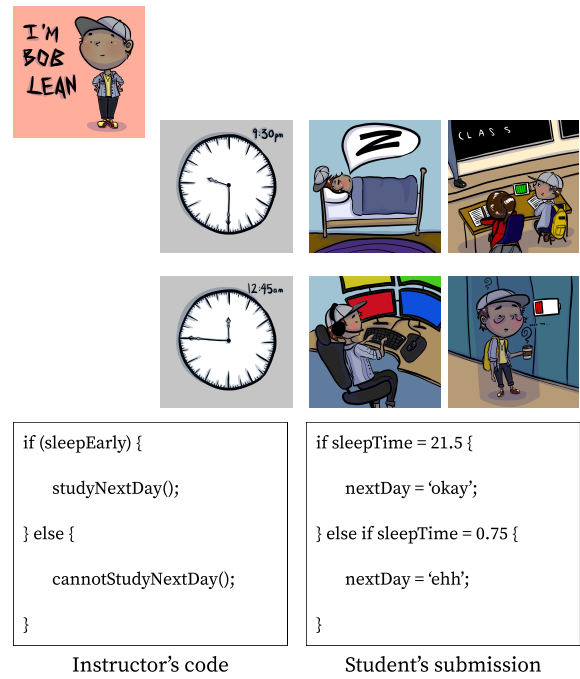 I'M
BOB
LEAN
9:30pm
Z
CLASS
12:45am
if (sleepEarly) {
studyNextDay();
} else {
cannotStudyNextDay();
}
Instructor’s code
if sleepTime = 21.5 {
nextDay = ‘okay’;
} else if sleepTime = 0.75 {
nextDay = ‘ehh’;
}
Student’s submission